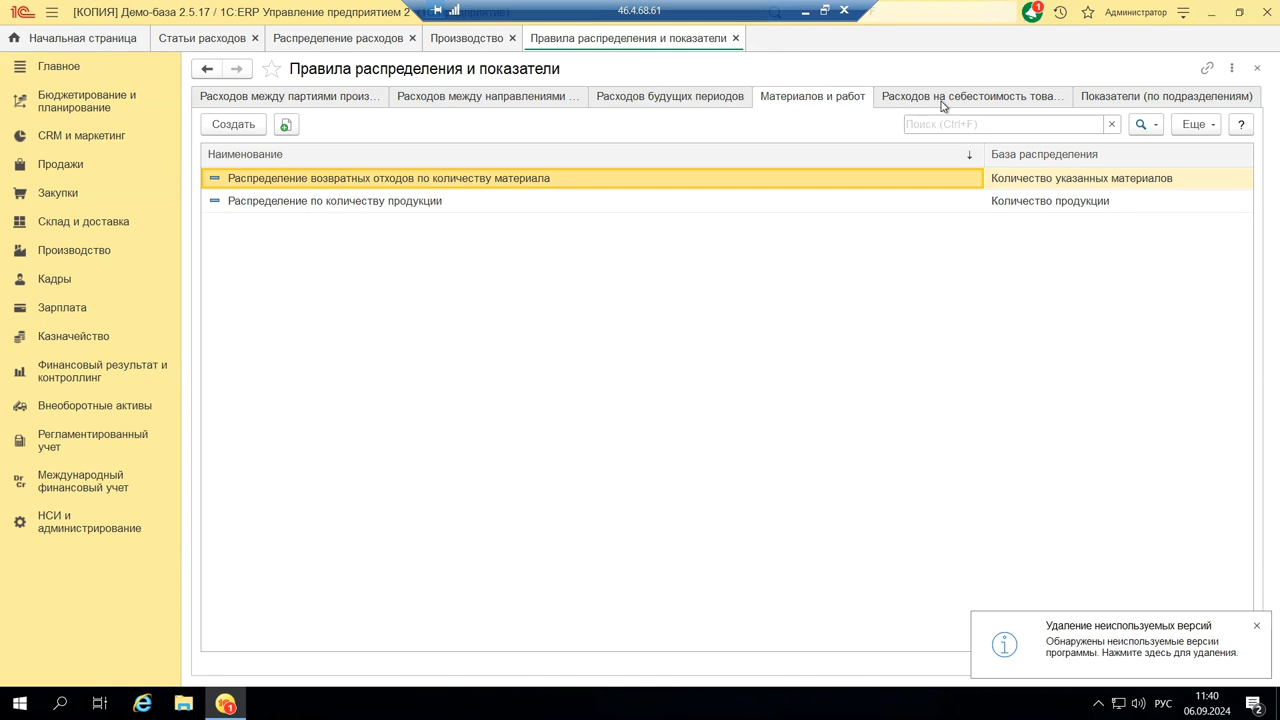 [КОПИЯ] Демо-база 2.5.17 / 1С:ERP Управление предприятием 2
46.4.68.61
1
Администратор
Начальная страница
Статьи расходов ×
Распределение расходов ×
Производство ×
Правила распределения и показатели ×
Главное
Бюджетирование и
планирование
CRM и маркетинг
Продажи
Закупки
Склад и доставка
Производство
Кадры
Зарплата
Казначейство
Финансовый результат и
контроллинг
Внеоборотные активы
Регламентированный
учет
Международный
финансовый учет
НСИ и
администрирование
Правила распределения и показатели
Расходов между партиями произ...
Расходов между направлениями ...
Расходов будущих периодов
Материалов и работ
Расходов на себестоимость това...
Показатели (по подразделениям)
Создать
Поиск (Ctrl+F)
×
Еще
?
Наименование ↓
База распределения
Распределение возвратных отходов по количеству материала
Количество указанных материалов
Распределение по количеству продукции
Количество продукции
Удаление неиспользуемых версий
Обнаружены неиспользуемые версии
программы. Нажмите здесь для удаления.
1
РУС
11:40
06.09.2024
2